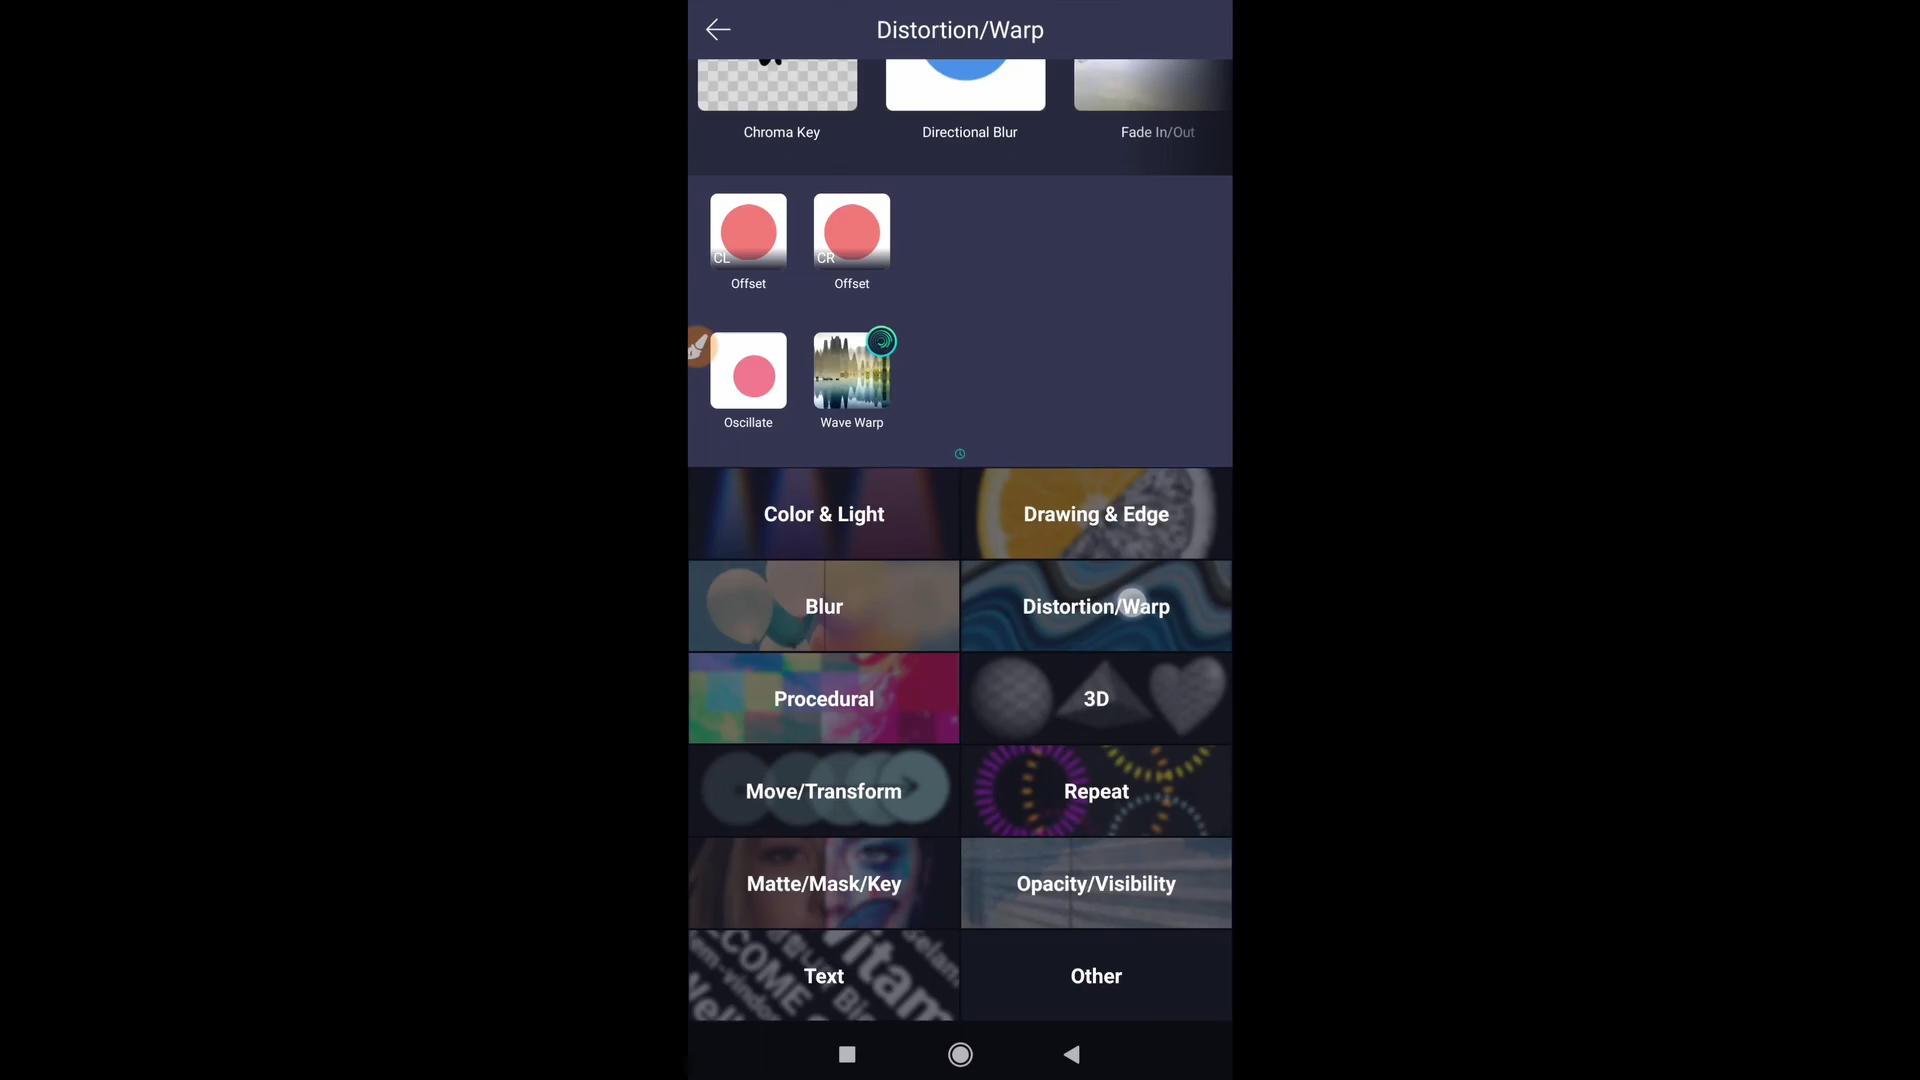 Distortion/Warp
Chroma Key
Directional Blur
Fade In/Out
CL
CR
Offset
Offset
Oscillate
Wave Warp
Color & Light
Drawing & Edge
Blur
Distortion/Warp
Procedural
3D
Move/Transform
Repeat
Matte/Mask/Key
Opacity/Visibility
Text
Other